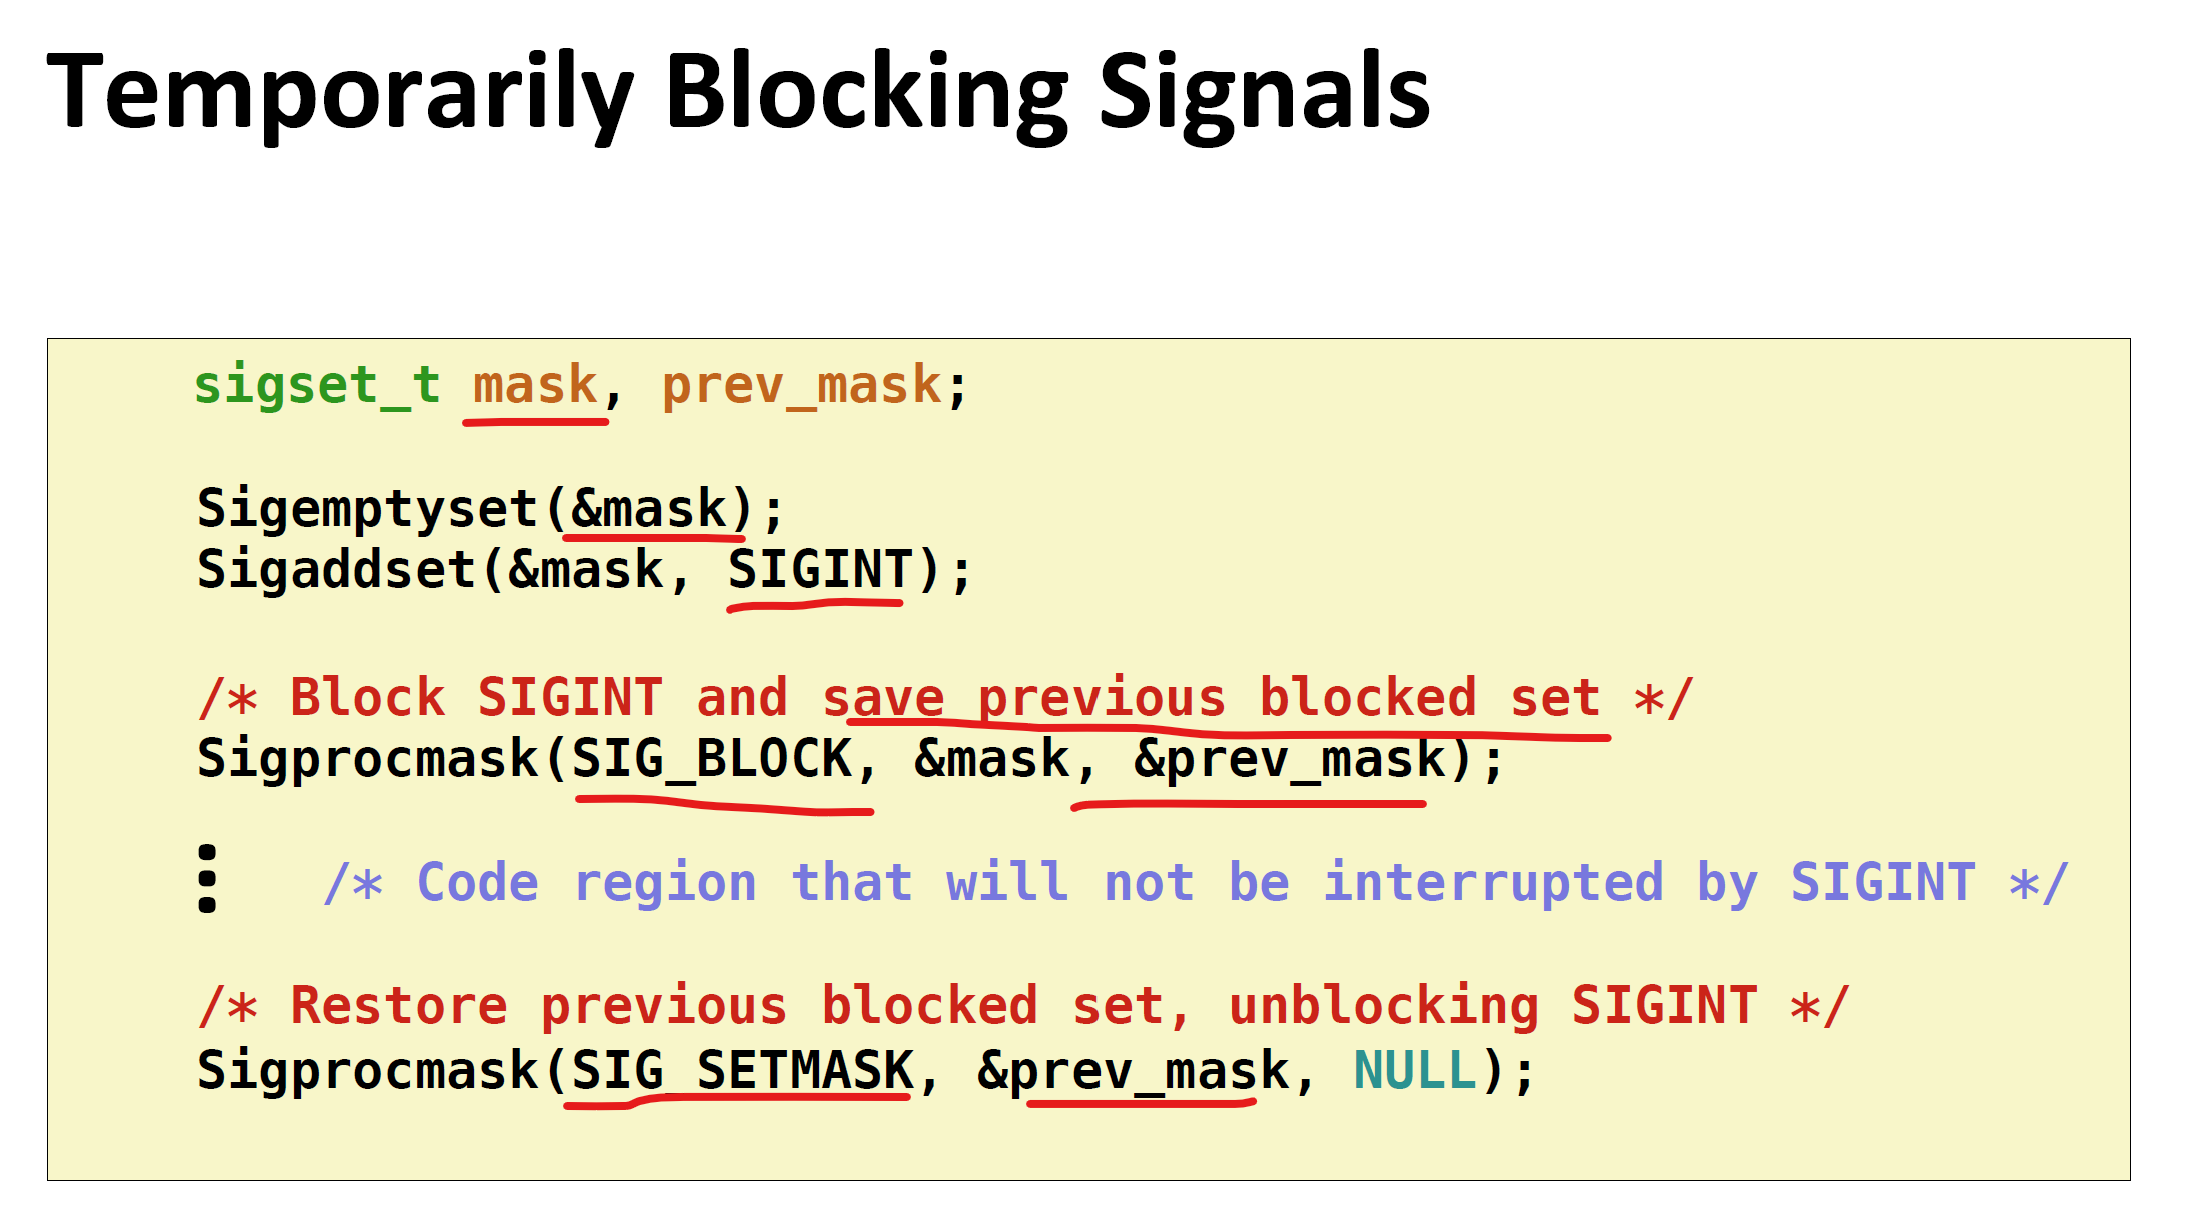 Temporarily Blocking Signals
sigset_t mask, prev_mask;
Sigemptyset(&mask);
Sigaddset(&mask, SIGINT);
/* Block SIGINT and save previous blocked set */
Sigprocmask(SIG_BLOCK, &mask, &prev_mask);
/* Code region that will not be interrupted by SIGINT */
/* Restore previous blocked set, unblocking SIGINT */
Sigprocmask(SIG_SETMASK, &prev_mask, NULL);